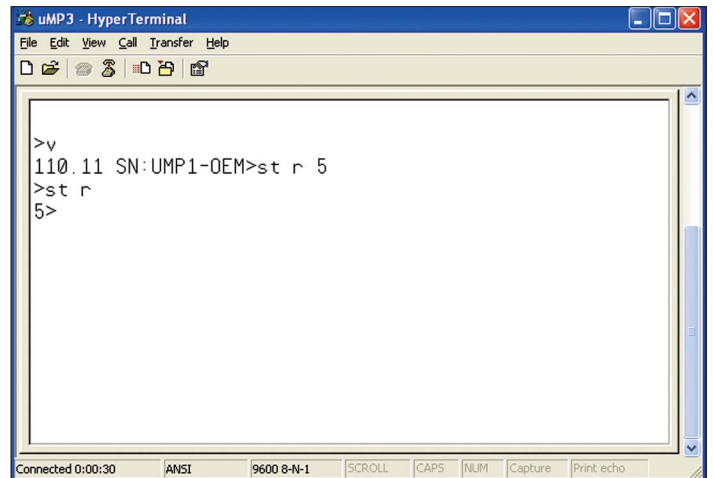 uMP3 - HyperTerminal
File Edit View Call Transfer Help
>v
110.11 SN:UMP1-OEM>st r 5
>st r
5>
Connected 0:00:30 ANSI 9600 8-N-1 SCROLL CAPS NUM Capture Print echo